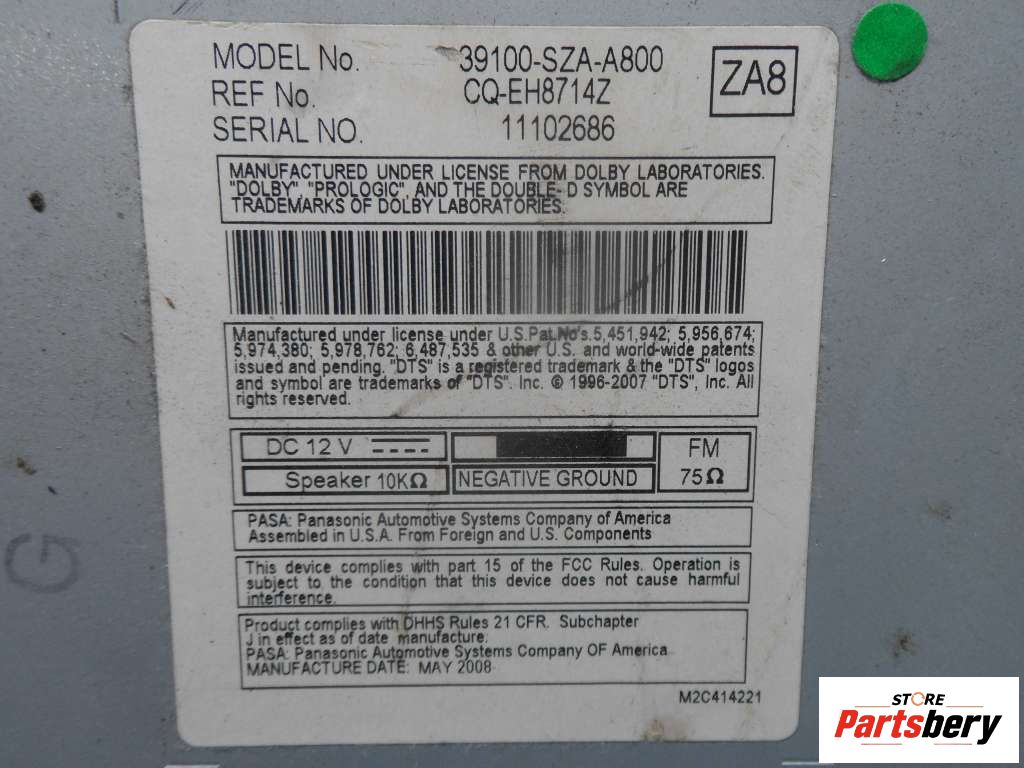 MODEL No. 39100-SZA-A800
REF No. CQ-EH8714Z
SERIAL NO. 11102686
ZA8
MANUFACTURED UNDER LICENSE FROM DOLBY LABORATORIES.
"DOLBY", "PROLOGIC", AND THE DOUBLE- D SYMBOL ARE
TRADEMARKS OF DOLBY LABORATORIES.
Manufactured under license under U.S.Pat.No's.5,451,942; 5,956,674;
5,974,380; 5,978,762; 6,487,535 & other U.S. and world-wide patents
issued and pending. "DTS" is a registered trademark & the "DTS" logos
and symbol are trademarks of "DTS". Inc. © 1996-2007 "DTS", Inc. All
rights reserved.
DC 12 V
Speaker 10KΩ
NEGATIVE GROUND
FM
75Ω
PASA: Panasonic Automotive Systems Company of America
Assembled in U.S.A. From Foreign and U.S. Components
This device complies with part 15 of the FCC Rules. Operation is
subject to the condition that this device does not cause harmful
interference.
Product complies with DHHS Rules 21 CFR. Subchapter
J in effect as of date manufacture.
PASA: Panasonic Automotive Systems Company OF America
MANUFACTURE DATE: MAY 2008
M2C414221
G
STORE
Partsbery